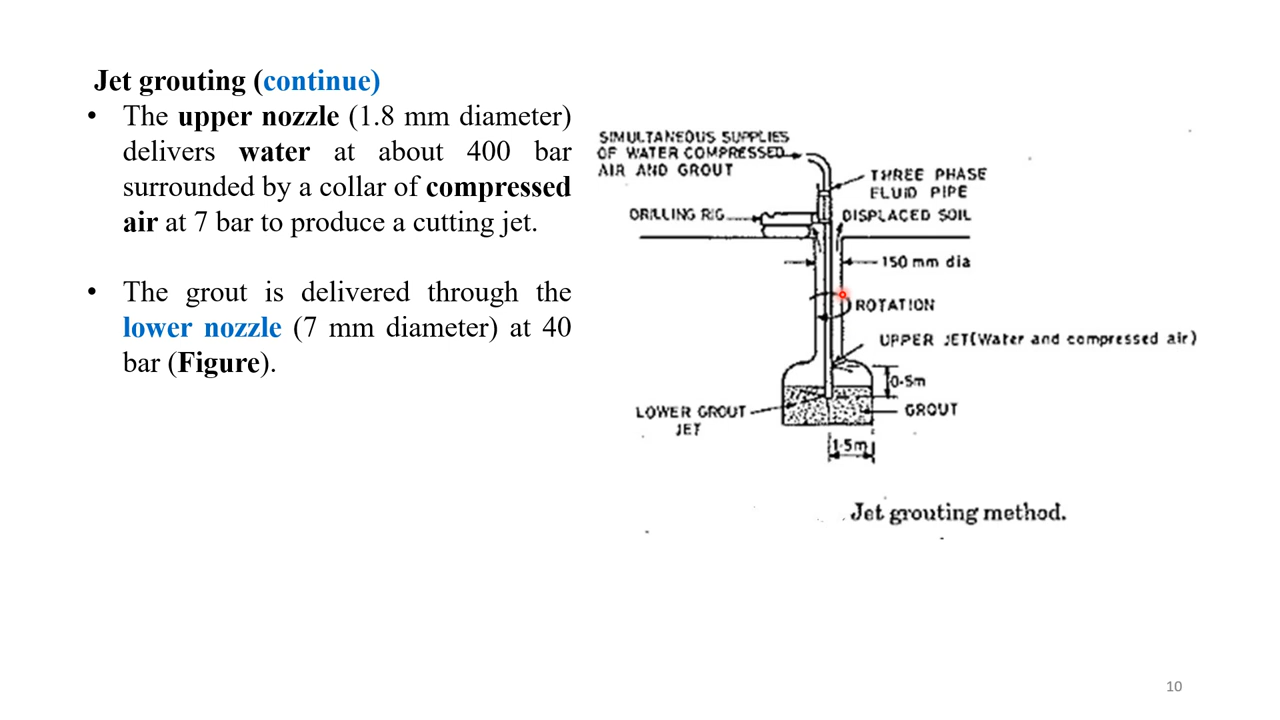 Jet grouting (continue)
• The upper nozzle (1.8 mm diameter)
delivers water at about 400 bar
surrounded by a collar of compressed
air at 7 bar to produce a cutting jet.
• The grout is delivered through the
lower nozzle (7 mm diameter) at 40
bar (Figure).
SIMULTANEOUS SUPPLIES
OF WATER COMPRESSED
AIR AND GROUT
THREE PHASE
FLUID PIPE
DRILLING RIG
DISPLACED SOIL
150 mm dia
ROTATION
UPPER JET(Water and compressed air)
0.5m
LOWER GROUT
JET
GROUT
1.5m
Jet grouting method.
10